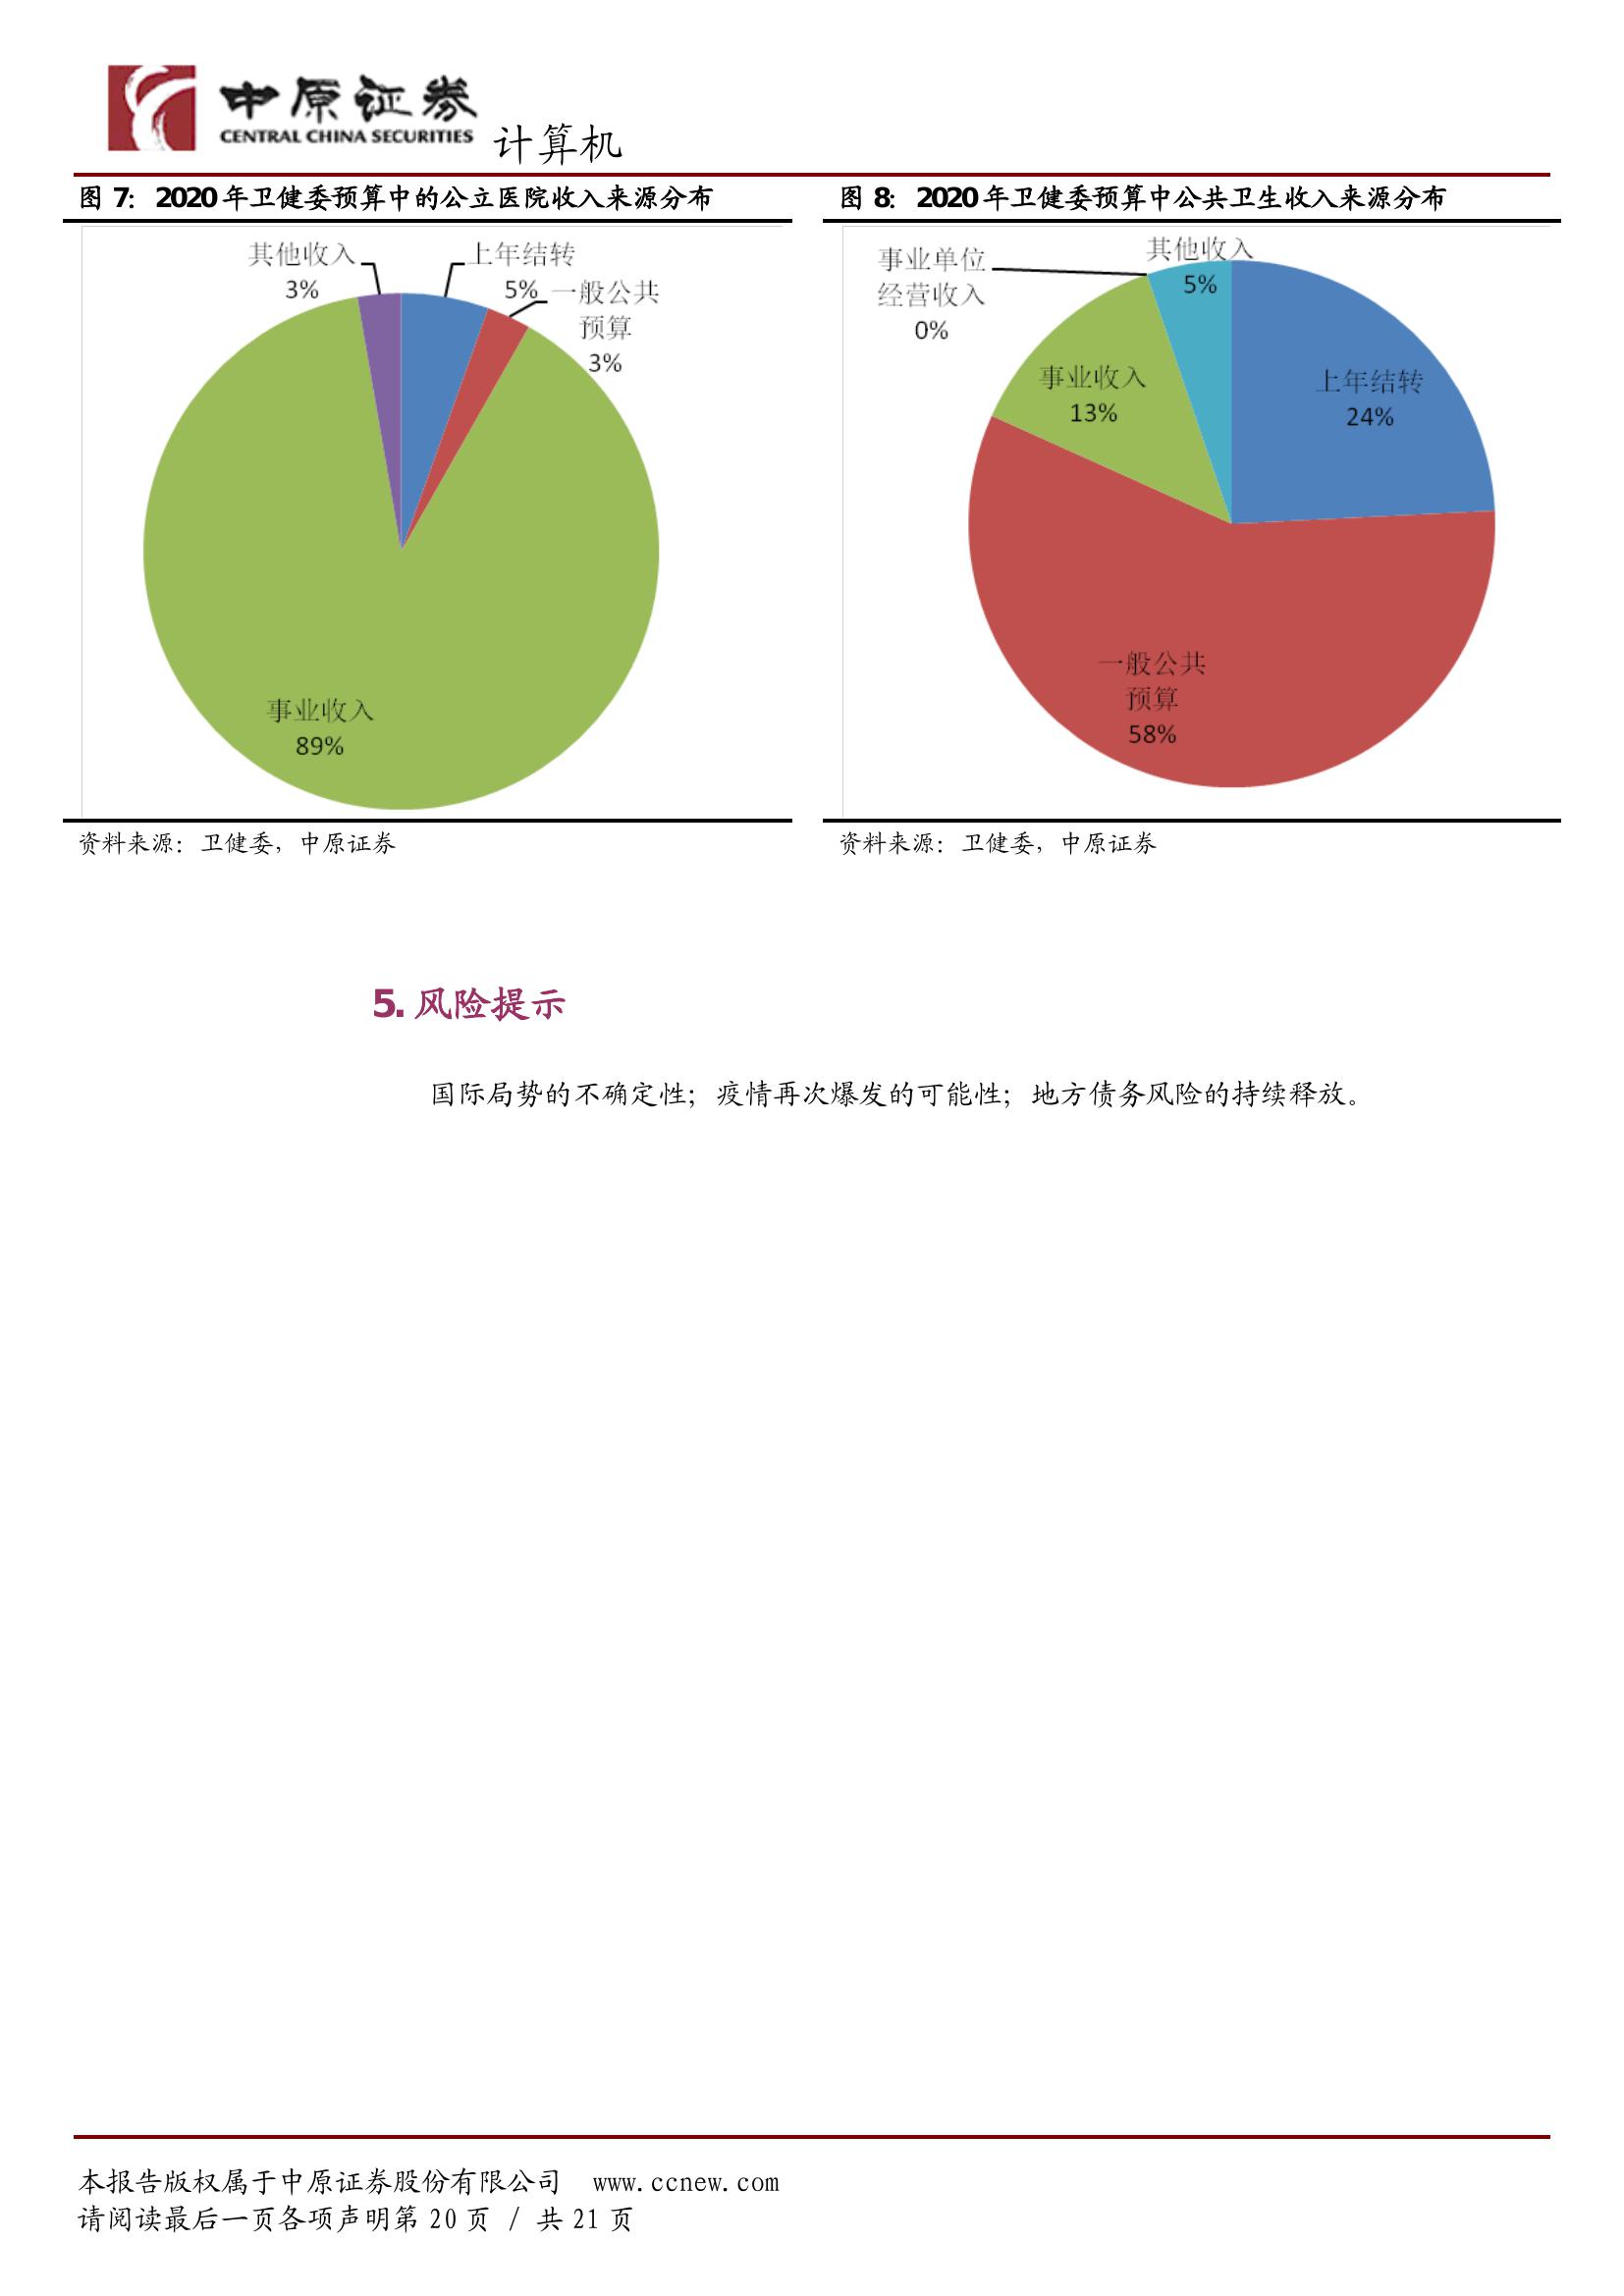 中原证券
CENTRAL CHINA SECURITIES
计算机
图 7： 2020 年卫健委预算中的公立医院收入来源分布
其他收入
3%
上年结转
5%
一般公共
预算
3%
事业收入
89%
资料来源：卫健委，中原证券
图 8： 2020 年卫健委预算中公共卫生收入来源分布
事业单位
经营收入
0%
其他收入
5%
事业收入
13%
上年结转
24%
一般公共
预算
58%
资料来源：卫健委，中原证券
5. 风险提示
国际局势的不确定性；疫情再次爆发的可能性；地方债务风险的持续释放。
本报告版权属于中原证券股份有限公司 www.ccnew.com
请阅读最后一页各项声明第 20 页 / 共 21 页